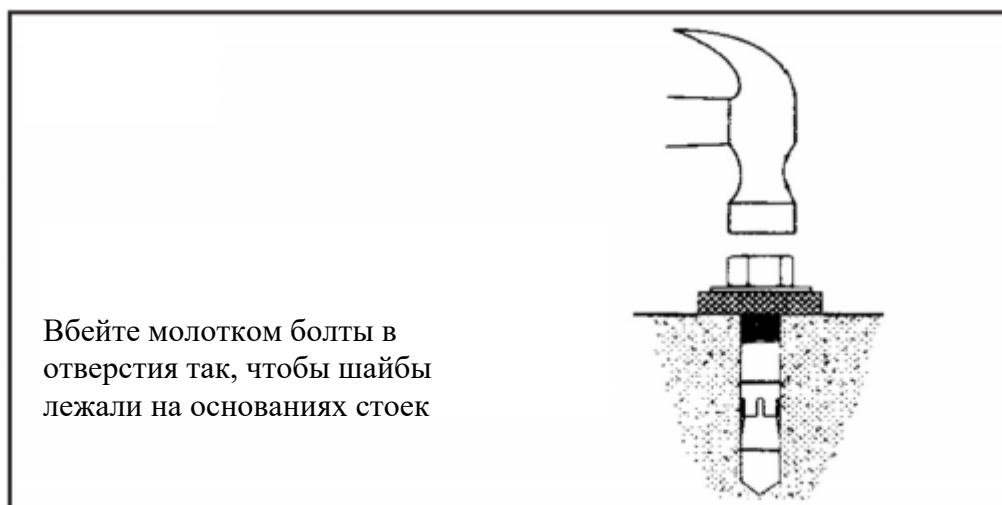 Вбейте молотком болты в
отверстия так, чтобы шайбы
лежали на основаниях стоек